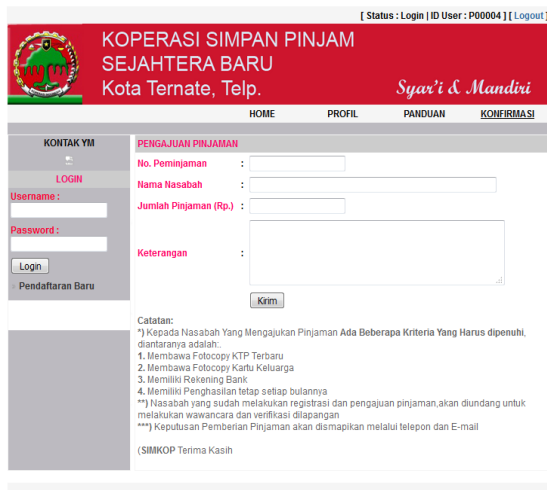 [ Status : Login | ID User : P00004 ] [ Logout ]
KOPERASI SIMPAN PINJAM
SEJAHTERA BARU
Kota Ternate, Telp.
Syar'i & Mandiri
HOME PROFIL PANDUAN KONFIRMASI
KONTAK YM
LOGIN
Username :
Password :
Login
Pendaftaran Baru
PENGAJUAN PINJAMAN
No. Peminjaman :
Nama Nasabah :
Jumlah Pinjaman (Rp.) :
Keterangan :
Kirim
Catatan:
*) Kepada Nasabah Yang Mengajukan Pinjaman Ada Beberapa Kriteria Yang Harus dipenuhi,
diantaranya adalah:.
1. Membawa Fotocopy KTP Terbaru
2. Membawa Fotocopy Kartu Keluarga
3. Memiliki Rekening Bank
4. Memiliki Penghasilan tetap setiap bulannya
**) Nasabah yang sudah melakukan registrasi dan pengajuan pinjaman,akan diundang untuk
melakukan wawancara dan verifikasi dilapangan
***) Keputusan Pemberian Pinjaman akan dismapikan melalui telepon dan E-mail
(SIMKOP Terima Kasih